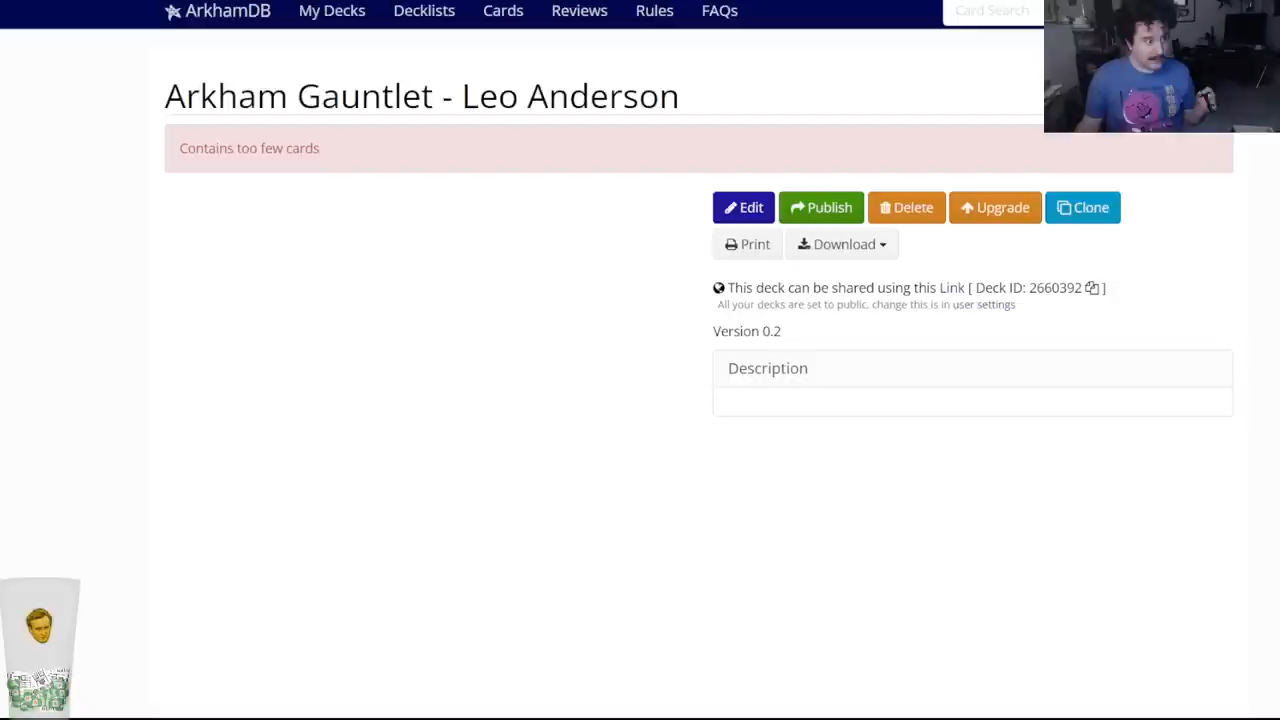 ArkhamDB My Decks Decklists Cards Reviews Rules FAQs Card Search
Arkham Gauntlet - Leo Anderson
Contains too few cards
Edit Publish Delete Upgrade Clone
Print Download
This deck can be shared using this Link [ Deck ID: 2660392 ]
All your decks are set to public, change this is in user settings
Version 0.2
Description